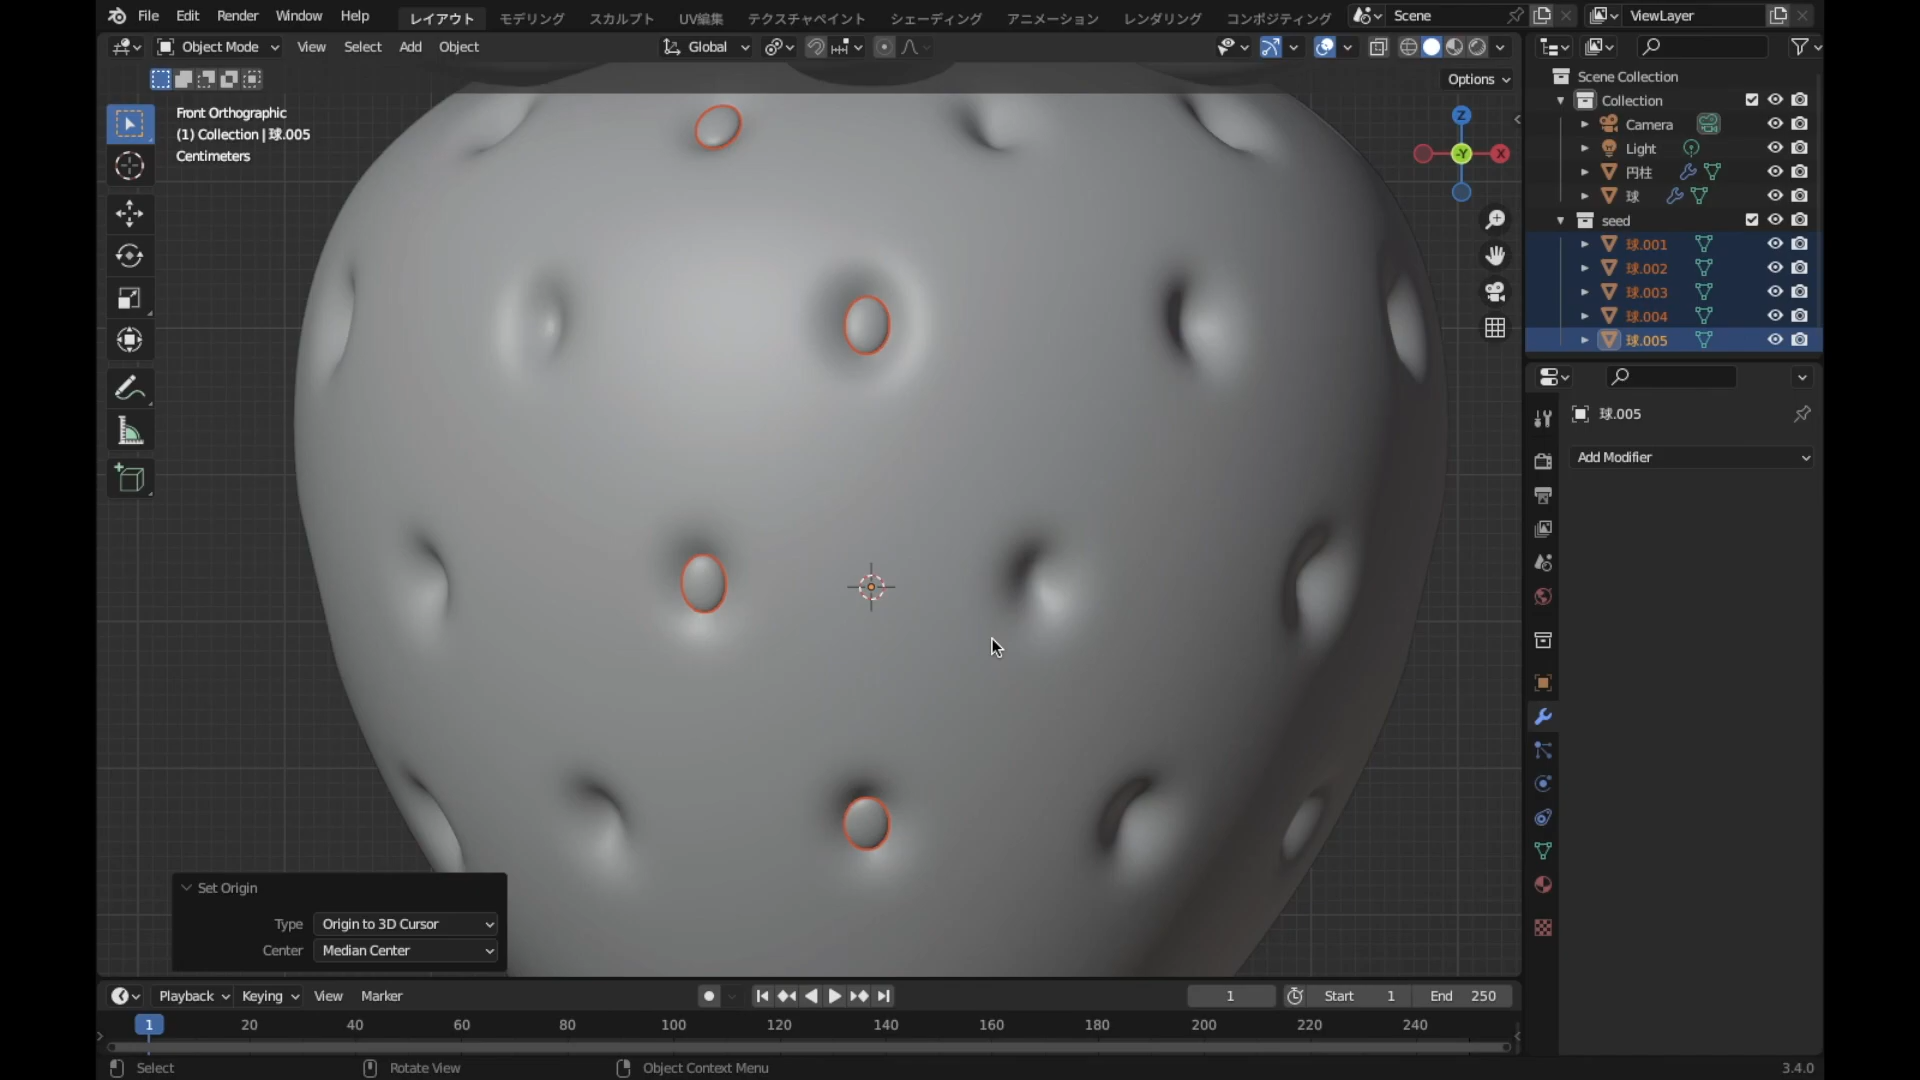 File Edit Render Window Help レイアウト モデリング スカルプト UV編集 テクスチャペイント シェーディング アニメーション レンダリング コンポジティング Scene ViewLayer
Object Mode View Select Add Object Global
Options
Front Orthographic
(1) Collection | 球.005
Centimeters
Z
-Y
X
Scene Collection
Collection
Camera
Light
円柱
球
seed
球.001
球.002
球.003
球.004
球.005
球.005
Add Modifier
Set Origin
Type Origin to 3D Cursor
Center Median Center
Playback Keying View Marker 1 Start 1 End 250
1 20 40 60 80 100 120 140 160 180 200 220 240
Select Rotate View Object Context Menu 3.4.0